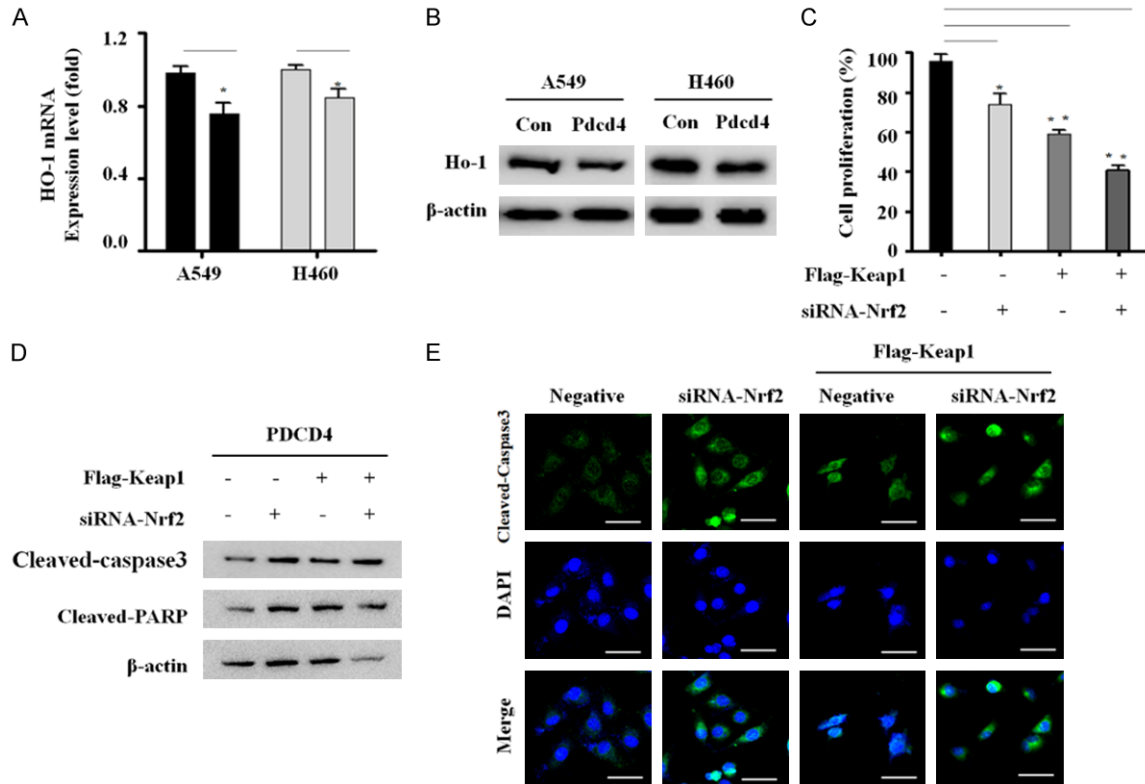 A
HO-1 mRNA
Expression level (fold)
1.2
0.8
0.4
0.0
*
*
A549
H460
B
A549
H460
Con
Pdcd4
Con
Pdcd4
Ho-1
β-actin
C
Cell proliferation (%)
100
80
60
40
20
0
*
* *
* *
Flag-Keap1 - - + +
siRNA-Nrf2 - + - +
D
PDCD4
Flag-Keap1 - - + +
siRNA-Nrf2 - + - +
Cleaved-caspase3
Cleaved-PARP
β-actin
E
Flag-Keap1
Negative
siRNA-Nrf2
Negative
siRNA-Nrf2
Cleaved-Caspase3
DAPI
Merge